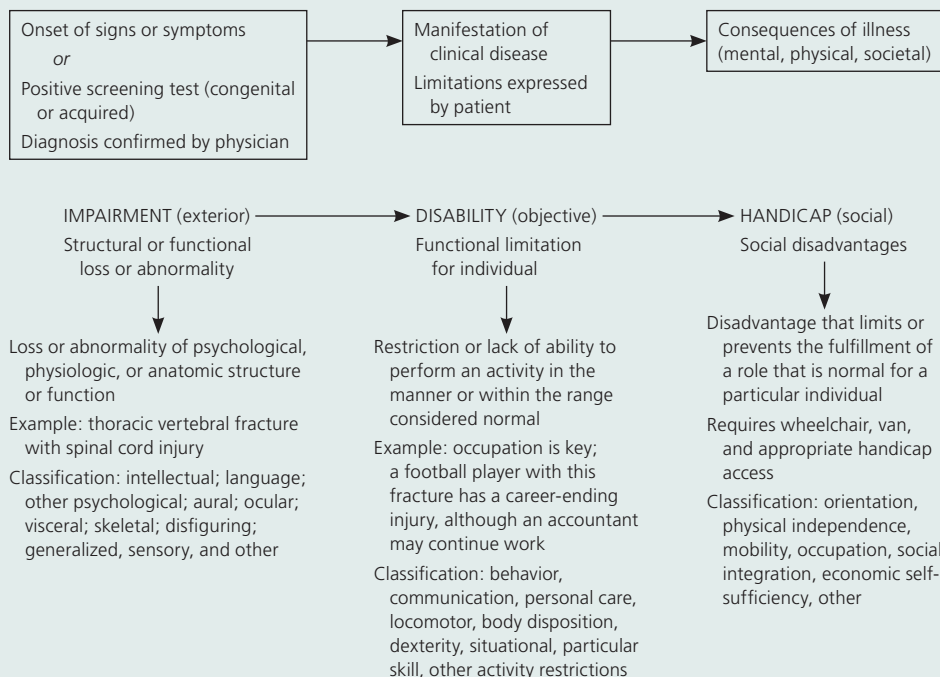 Onset of signs or symptoms
or
Positive screening test (congenital
or acquired)
Diagnosis confirmed by physician
Manifestation of
clinical disease
Limitations expressed
by patient
Consequences of illness
(mental, physical, societal)
IMPAIRMENT (exterior)
Structural or functional
loss or abnormality
Loss or abnormality of psychological,
physiologic, or anatomic structure
or function
Example: thoracic vertebral fracture
with spinal cord injury
Classification: intellectual; language;
other psychological; aural; ocular;
visceral; skeletal; disfiguring;
generalized, sensory, and other
DISABILITY (objective)
Functional limitation
for individual
Restriction or lack of ability to
perform an activity in the
manner or within the range
considered normal
Example: occupation is key;
a football player with this
fracture has a career-ending
injury, although an accountant
may continue work
Classification: behavior,
communication, personal care,
locomotor, body disposition,
dexterity, situational, particular
skill, other activity restrictions
HANDICAP (social)
Social disadvantages
Disadvantage that limits or
prevents the fulfillment of
a role that is normal for a
particular individual
Requires wheelchair, van,
and appropriate handicap
access
Classification: orientation,
physical independence,
mobility, occupation, social
integration, economic self-
sufficiency, other